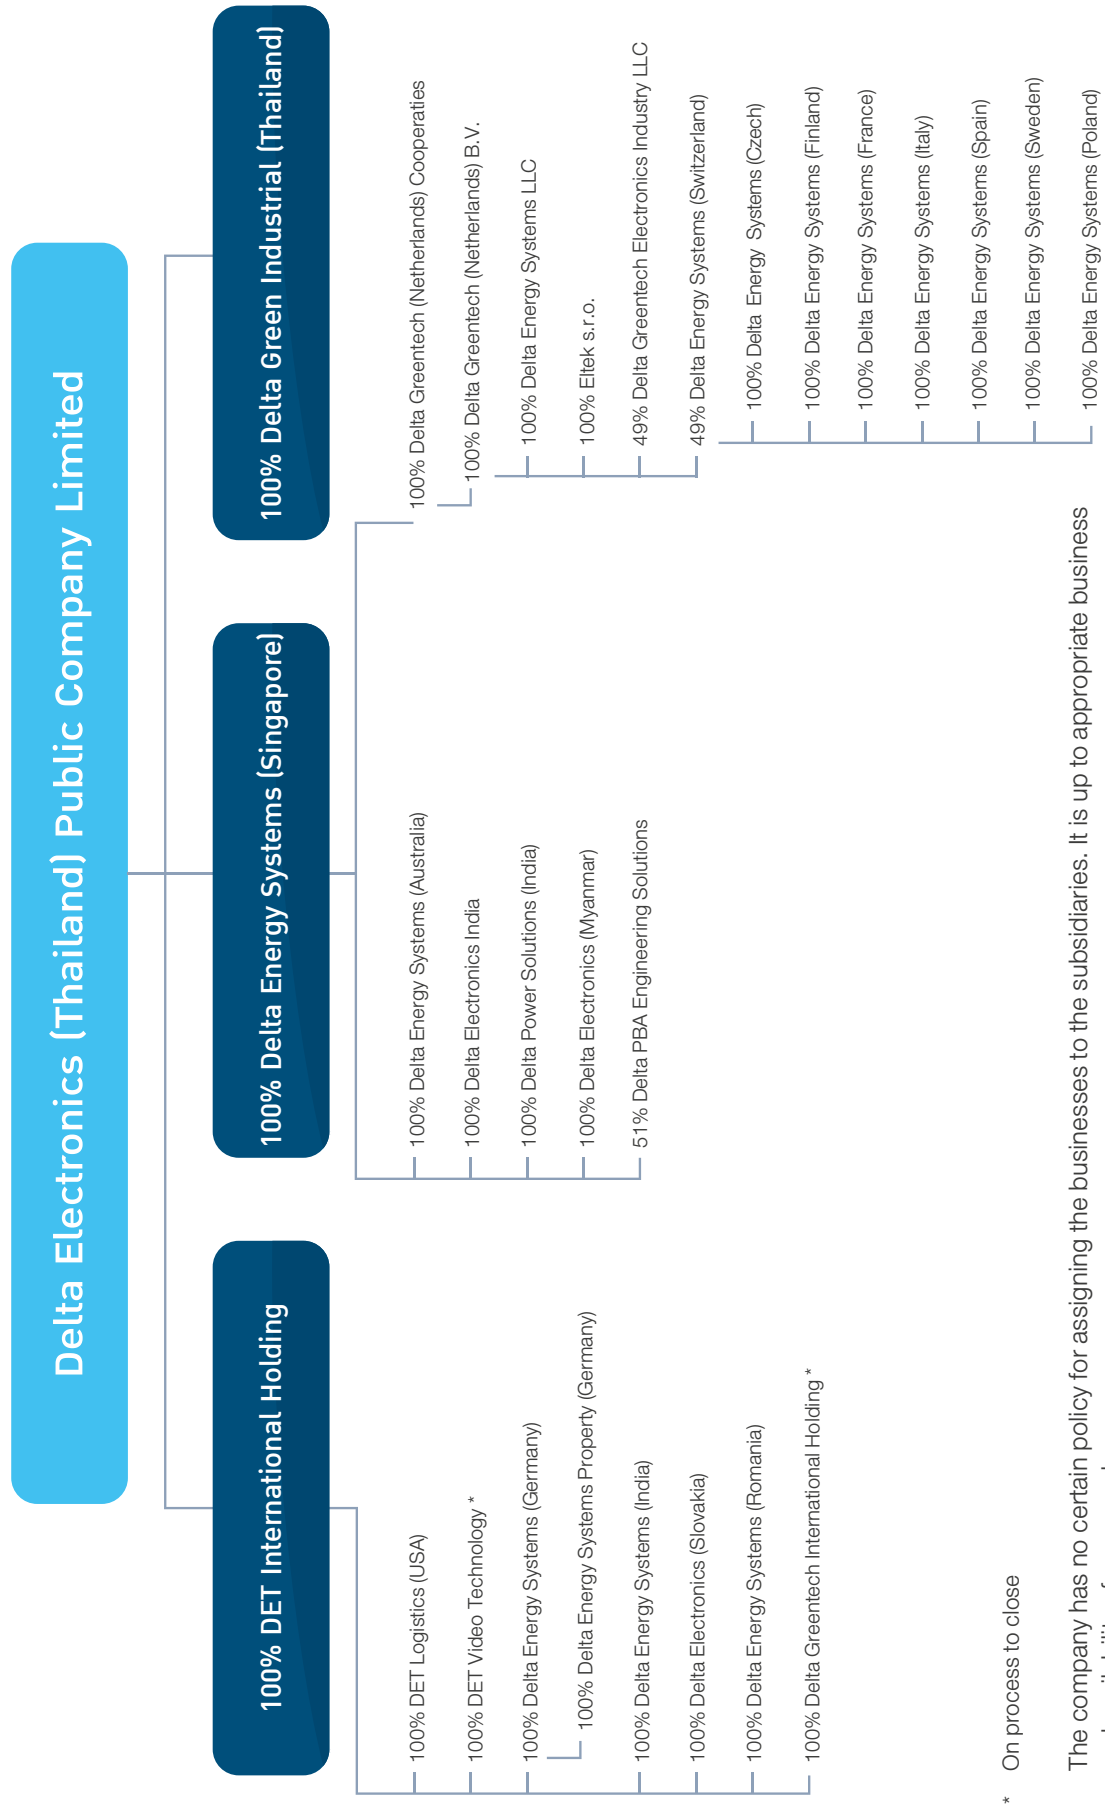 Delta Electronics (Thailand) Public Company Limited
100% DET International Holding
100% Delta Energy Systems (Singapore)
100% Delta Green Industrial (Thailand)
100% DET Logistics (USA)
100% DET Video Technology *
100% Delta Energy Systems (Germany)
100% Delta Energy Systems Property (Germany)
100% Delta Energy Systems (India)
100% Delta Electronics (Slovakia)
100% Delta Energy Systems (Romania)
100% Delta Greentech International Holding *
100% Delta Energy Systems (Australia)
100% Delta Electronics India
100% Delta Power Solutions (India)
100% Delta Electronics (Myanmar)
51% Delta PBA Engineering Solutions
100% Delta Greentech (Netherlands) Cooperaties
100% Delta Greentech (Netherlands) B.V.
100% Delta Energy Systems LLC
100% Eltek s.r.o.
49% Delta Greentech Electronics Industry LLC
49% Delta Energy Systems (Switzerland)
100% Delta Energy Systems (Czech)
100% Delta Energy Systems (Finland)
100% Delta Energy Systems (France)
100% Delta Energy Systems (Italy)
100% Delta Energy Systems (Spain)
100% Delta Energy Systems (Sweden)
100% Delta Energy Systems (Poland)
* On process to close
The company has no certain policy for assigning the businesses to the subsidiaries. It is up to appropriate business